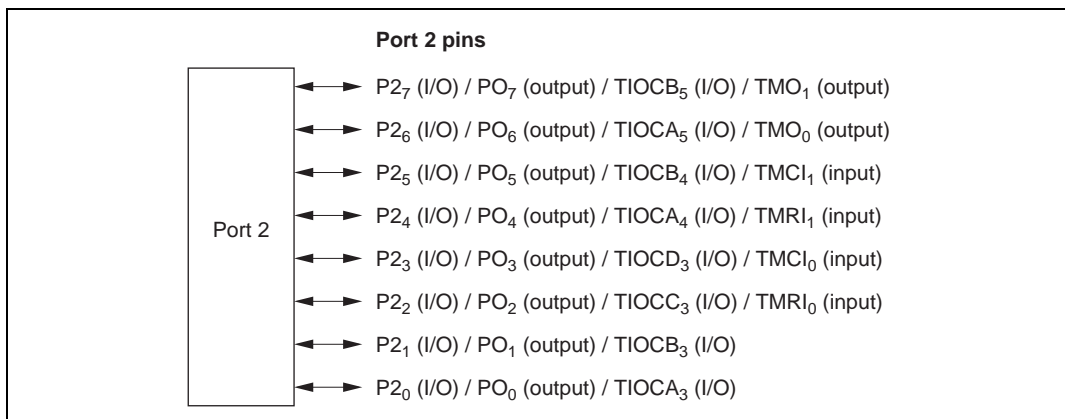 Port 2 pins
P2₇ (I/O) / PO₇ (output) / TIOCB₅ (I/O) / TMO₁ (output)
P2₆ (I/O) / PO₆ (output) / TIOCA₅ (I/O) / TMO₀ (output)
P2₅ (I/O) / PO₅ (output) / TIOCB₄ (I/O) / TMCI₁ (input)
P2₄ (I/O) / PO₄ (output) / TIOCA₄ (I/O) / TMRI₁ (input)
Port 2
P2₃ (I/O) / PO₃ (output) / TIOCD₃ (I/O) / TMCI₀ (input)
P2₂ (I/O) / PO₂ (output) / TIOCC₃ (I/O) / TMRI₀ (input)
P2₁ (I/O) / PO₁ (output) / TIOCB₃ (I/O)
P2₀ (I/O) / PO₀ (output) / TIOCA₃ (I/O)